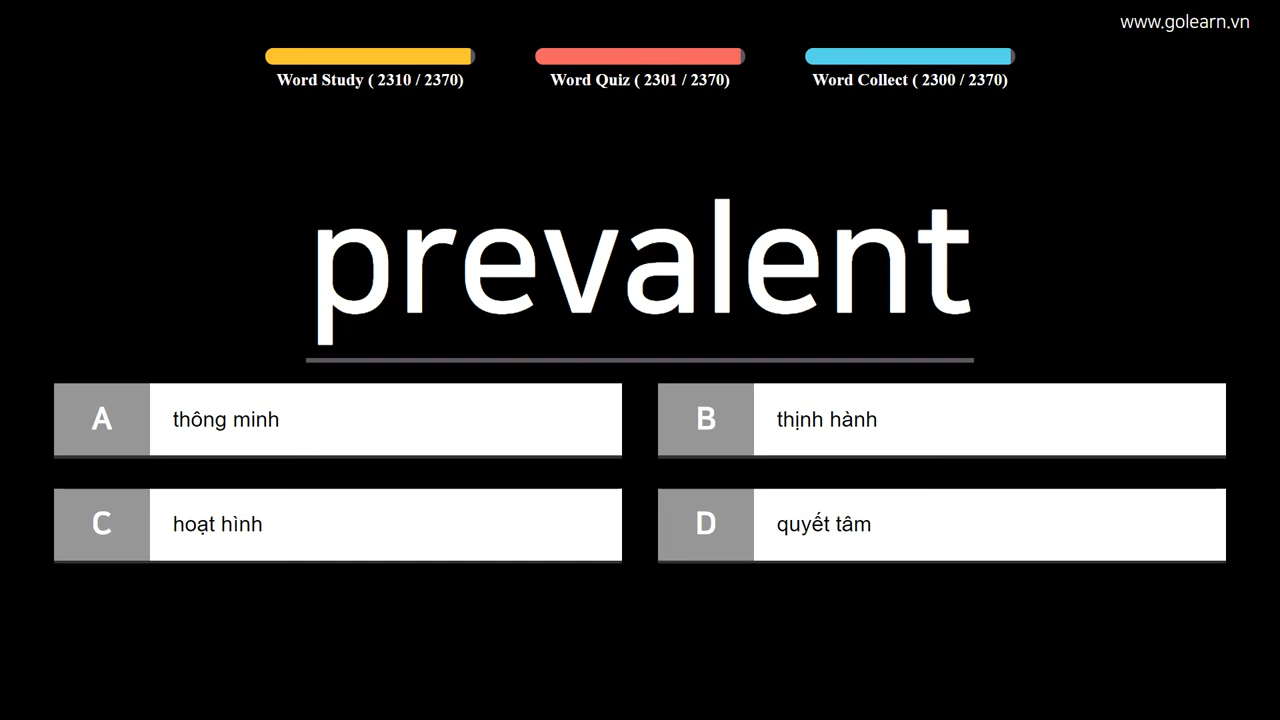 www.golearn.vn
Word Study ( 2310 / 2370)
Word Quiz ( 2301 / 2370)
Word Collect ( 2300 / 2370)
prevalent
A
thông minh
B
thịnh hành
C
hoạt hình
D
quyết tâm